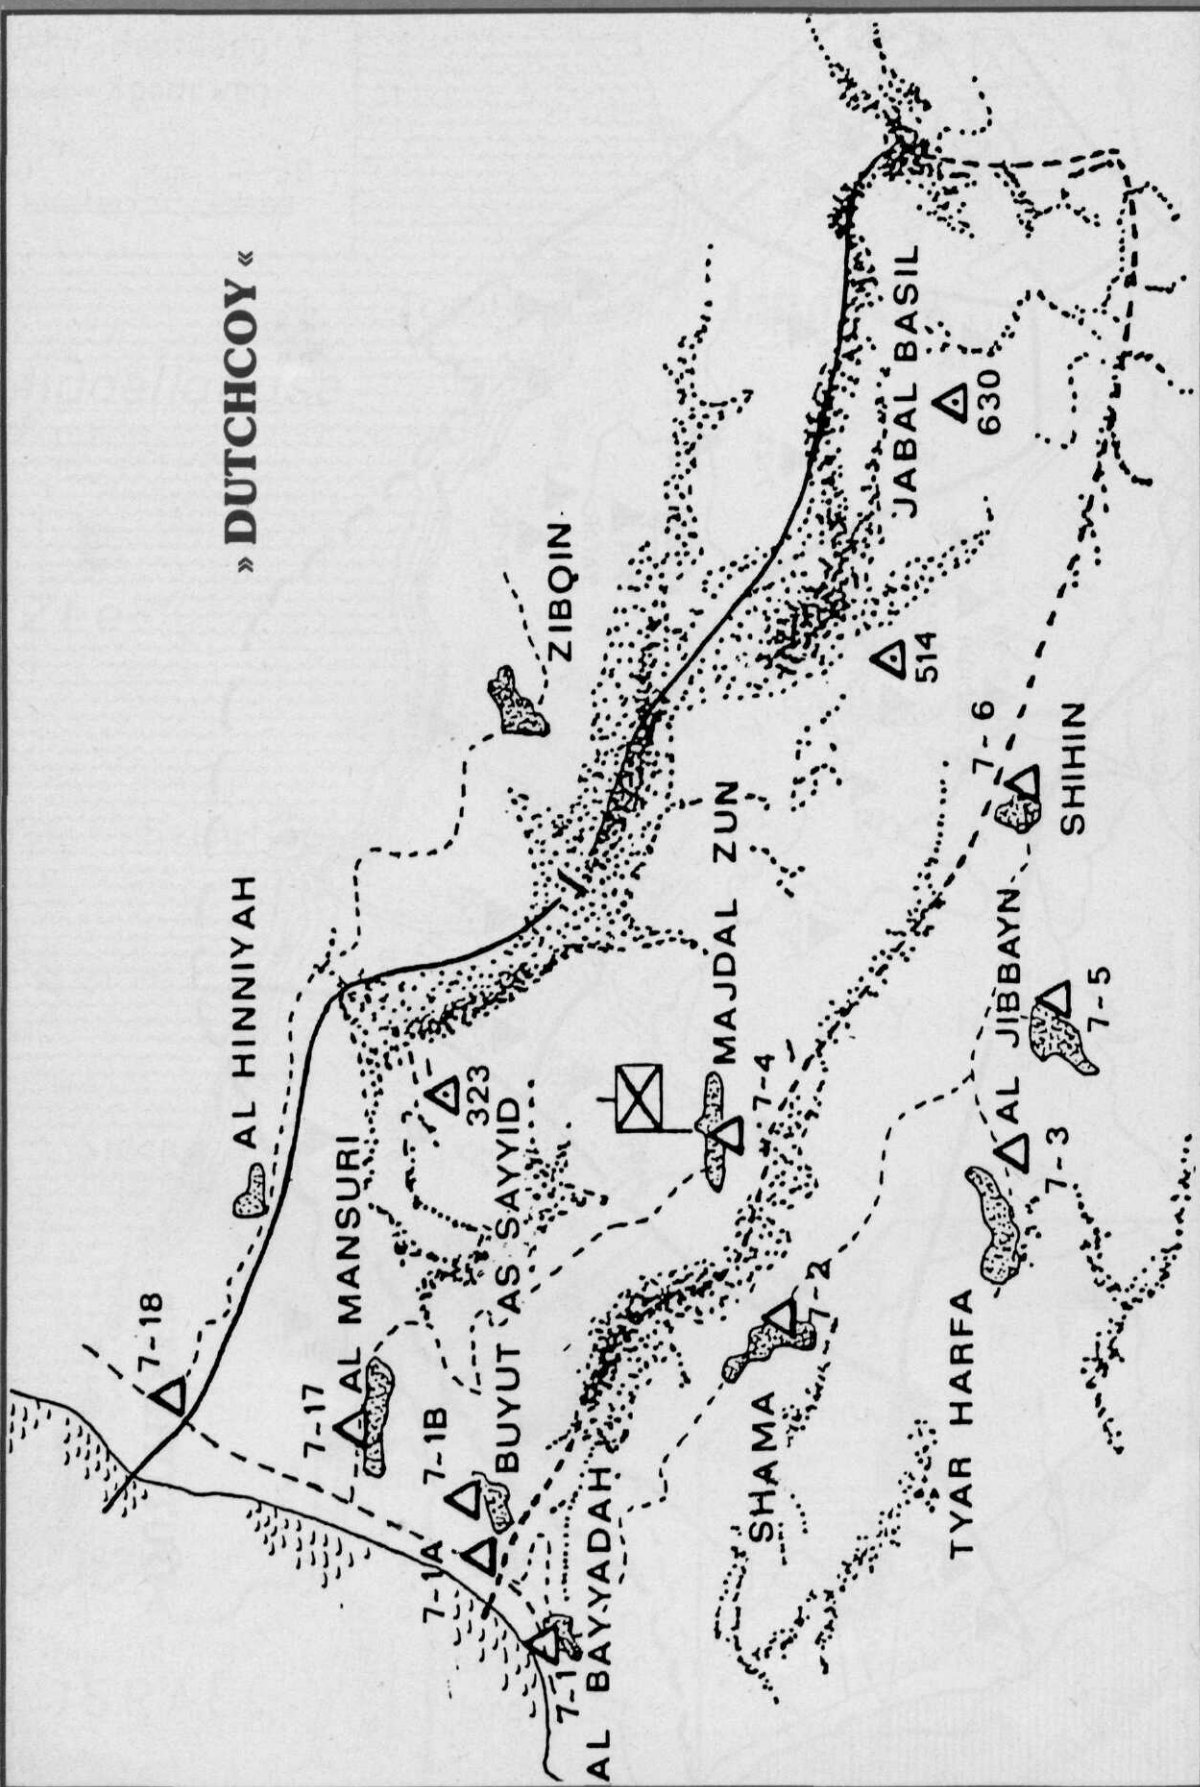 » DUTCHCOY «
7-18
AL HINNIYAH
7-17
AL MANSURI
323
ZIBQIN
7-1A
7-1B
BUYUT AS SAYYID
7-1
AL BAYYADAH
MAJDAL ZUN
7-4
SHAMA
7-2
514
JABAL BASIL
630
TYAR HARFA
7-3
AL JIBBAYN
7-5
7-6
SHIHIN